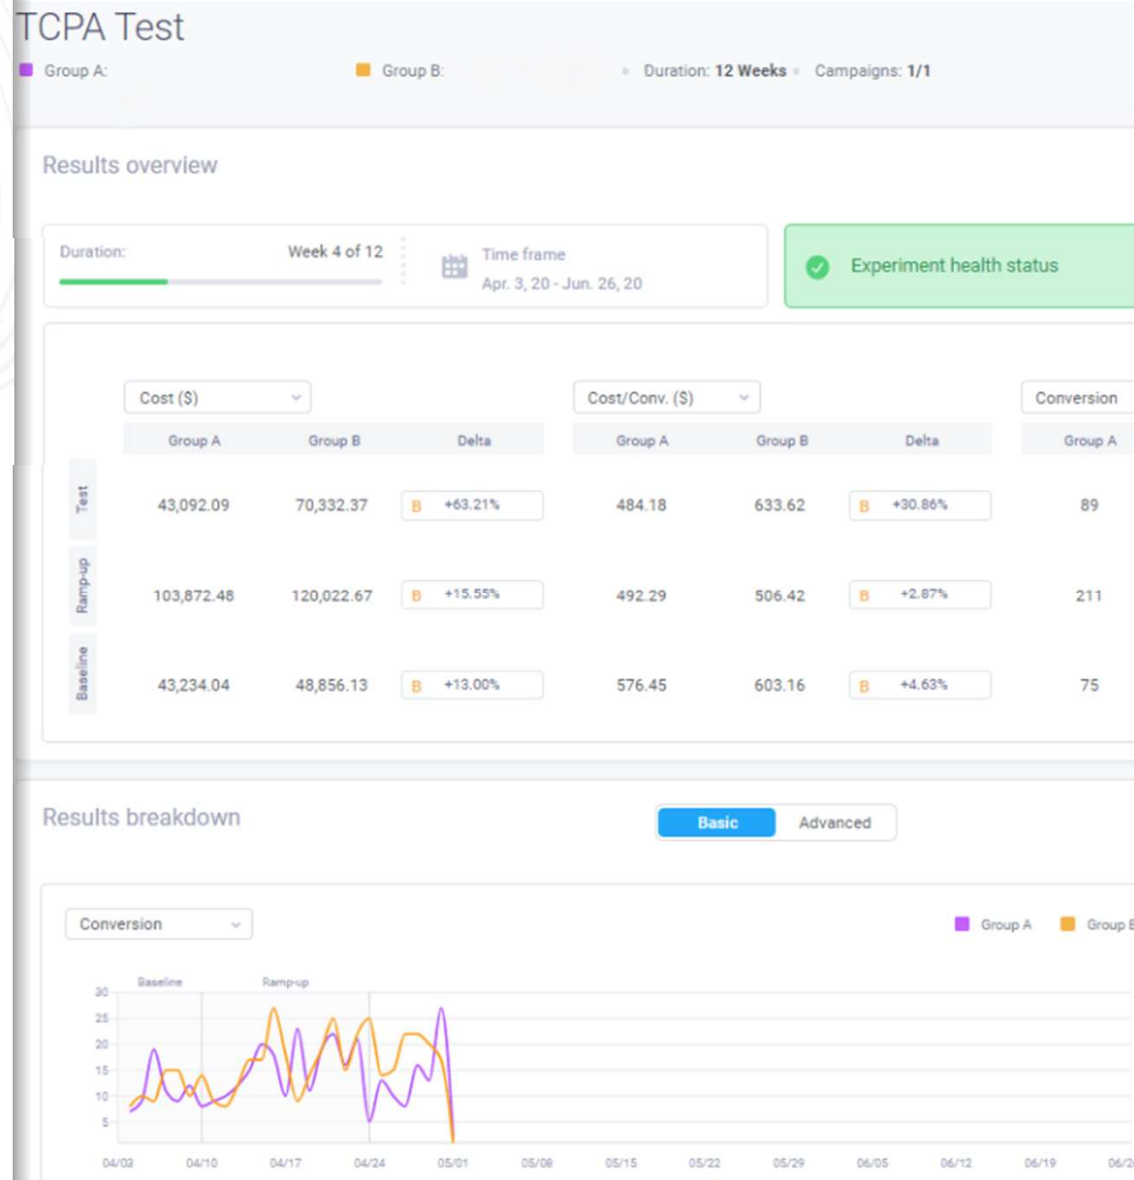 TCPA Test
Group A: Group B: Duration: 12 Weeks Campaigns: 1/1
Results overview
Duration: Week 4 of 12
Time frame
Apr. 3, 20 - Jun. 26, 20
Experiment health status
Cost ($) Cost/Conv. ($) Conversion
Group A Group B Delta Group A Group B Delta Group A
Test 43,092.09 70,332.37 B +63.21% 484.18 633.62 B +30.86% 89
Ramp-up 103,872.48 120,022.67 B +15.55% 492.29 506.42 B +2.87% 211
Baseline 43,234.04 48,856.13 B +13.00% 576.45 603.16 B +4.63% 75
Results breakdown
Basic Advanced
Conversion
Group A Group B
Baseline Ramp-up
30
25
20
15
10
5
04/03 04/10 04/17 04/24 05/01 05/08 05/15 05/22 05/29 06/05 06/12 06/19